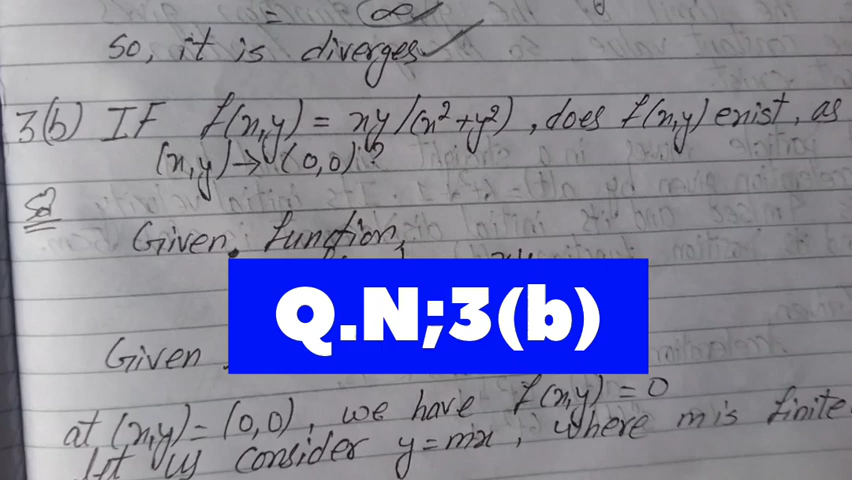 = ∞
So, it is diverges
3(b) IF f(x,y) = xy/(x²+y²), does f(x,y) exist, as
(x,y) → (0,0)?
Sol
Given function,
Q.N;3(b)
Given
at (x,y) = (0,0), we have f(x,y) = 0
Let us consider y = mx, where m is finite.